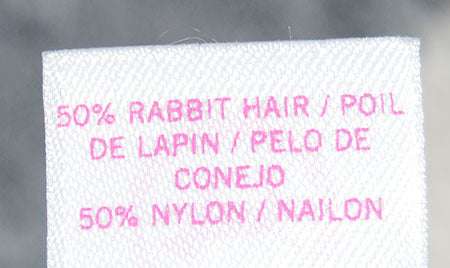 50% RABBIT HAIR / POIL
DE LAPIN / PELO DE
CONEJO
50% NYLON / NAILON